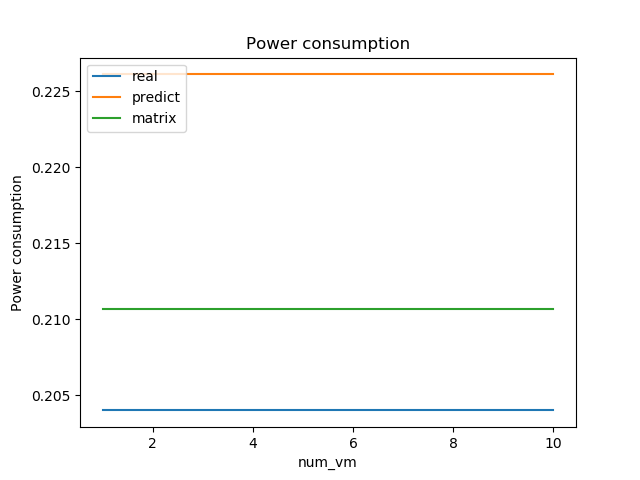 Power consumption
real
predict
matrix
0.225
0.220
0.215
0.210
0.205
Power consumption
2
4
6
8
10
num_vm